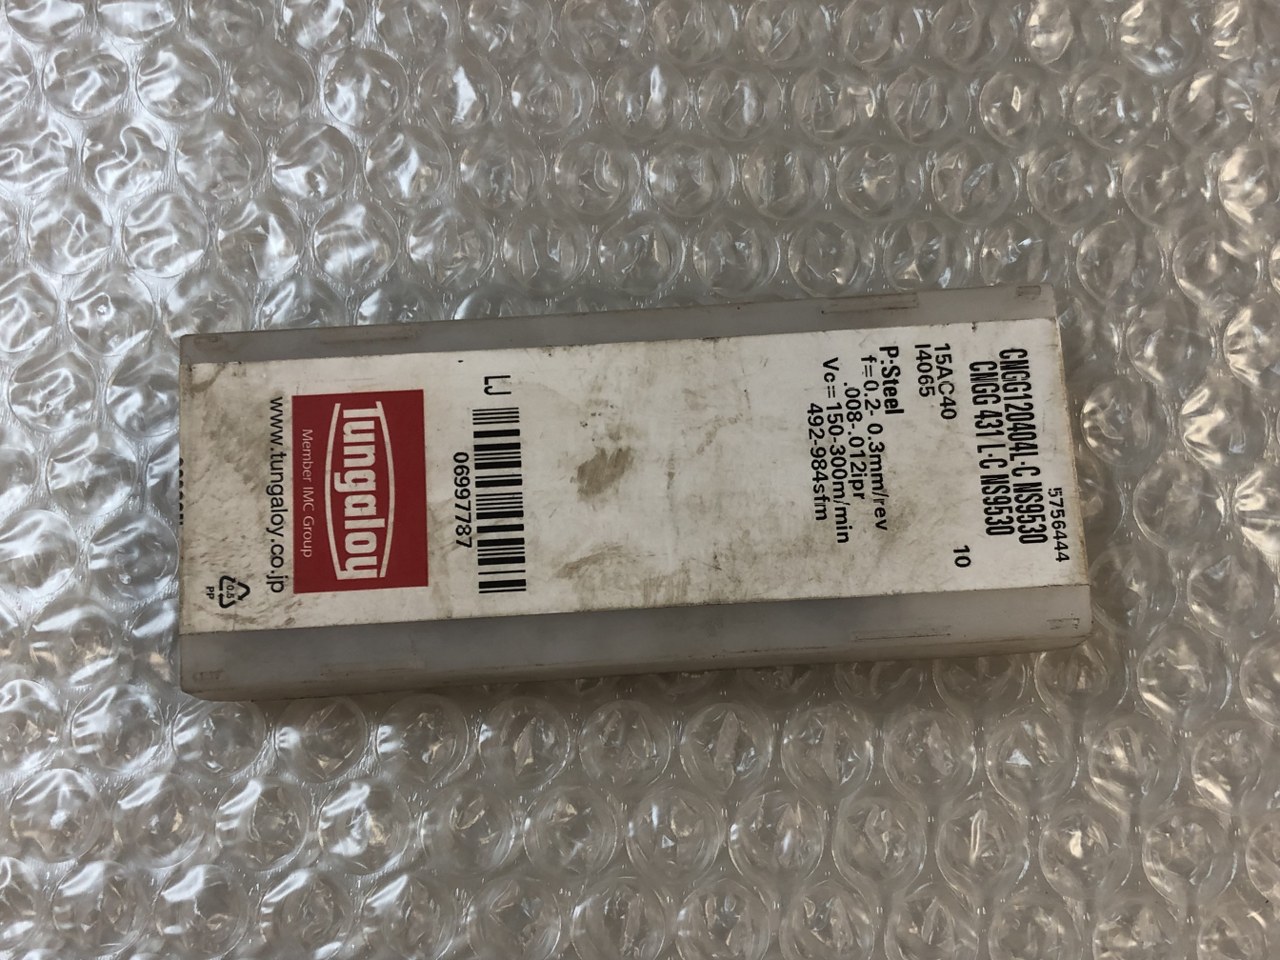 5756444
CNGG120404L-C NS9530
CNGG 431 L-C NS9530
10
15AC40
I4065
P:Steel
f=0.2- 0.3mm/rev
.008-.012ipr
Vc=150-300m/min
492-984sfm
LJ
06997787
Tungaloy
Member IMC Group
www.tungaloy.co.jp
PP